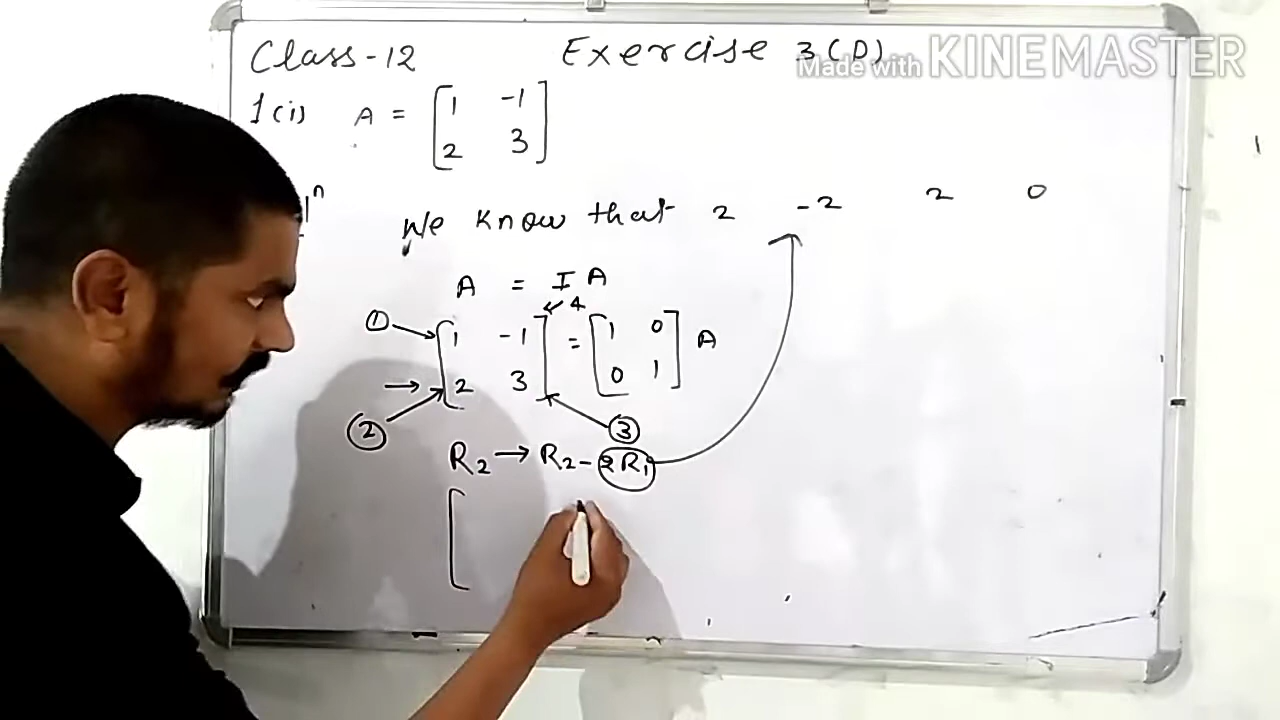 Class-12 Exercise 3(D)
Made with KINEMASTER
1(i) A = [1 -1
2 3]
n We know that 2 -2 2 0
A = I A
① [1 -1 ← 4 = [1 0 A
→ 2 3] 0 1]
② ③
R2 → R2 - 2R1
[